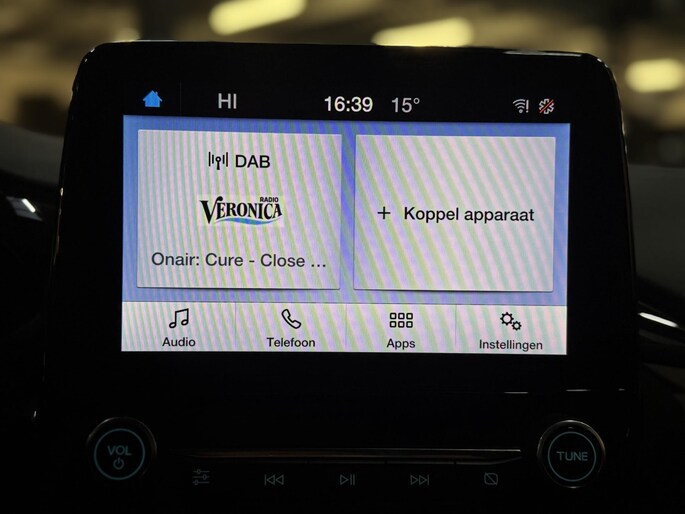 HI 16:39 15°
DAB
RADIO
VERONICA
Onair: Cure - Close ...
+ Koppel apparaat
Audio Telefoon Apps Instellingen
VOL
TUNE